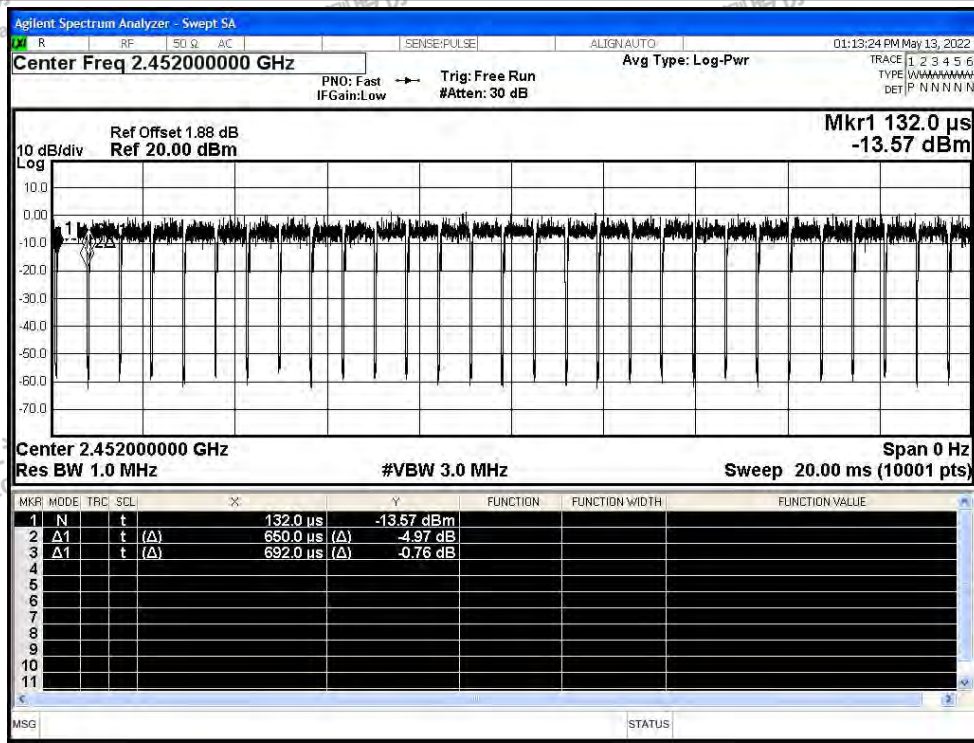 Agilent Spectrum Analyzer - Swept SA
R RF 50 Ω AC SENSE:PULSE ALIGN AUTO 01:13:24 PM May 13, 2022
Center Freq 2.452000000 GHz Avg Type: Log-Pwr TRACE 1 2 3 4 5 6
PNO: Fast Trig: Free Run TYPE WWWWWW
IFGain:Low #Atten: 30 dB DET P N N N N N
Ref Offset 1.88 dB Mkr1 132.0 µs
10 dB/div Ref 20.00 dBm -13.57 dBm
Log
10.0
0.00
1
-10.0
-20.0
-30.0
-40.0
-50.0
-60.0
-70.0
Center 2.452000000 GHz Span 0 Hz
Res BW 1.0 MHz #VBW 3.0 MHz Sweep 20.00 ms (10001 pts)
MKR MODE TRC SCL X Y FUNCTION FUNCTION WIDTH FUNCTION VALUE
1 N t 132.0 µs -13.57 dBm
2 Δ1 t (Δ) 650.0 µs (Δ) -4.97 dB
3 Δ1 t (Δ) 692.0 µs (Δ) -0.76 dB
4
5
6
7
8
9
10
11
MSG STATUS